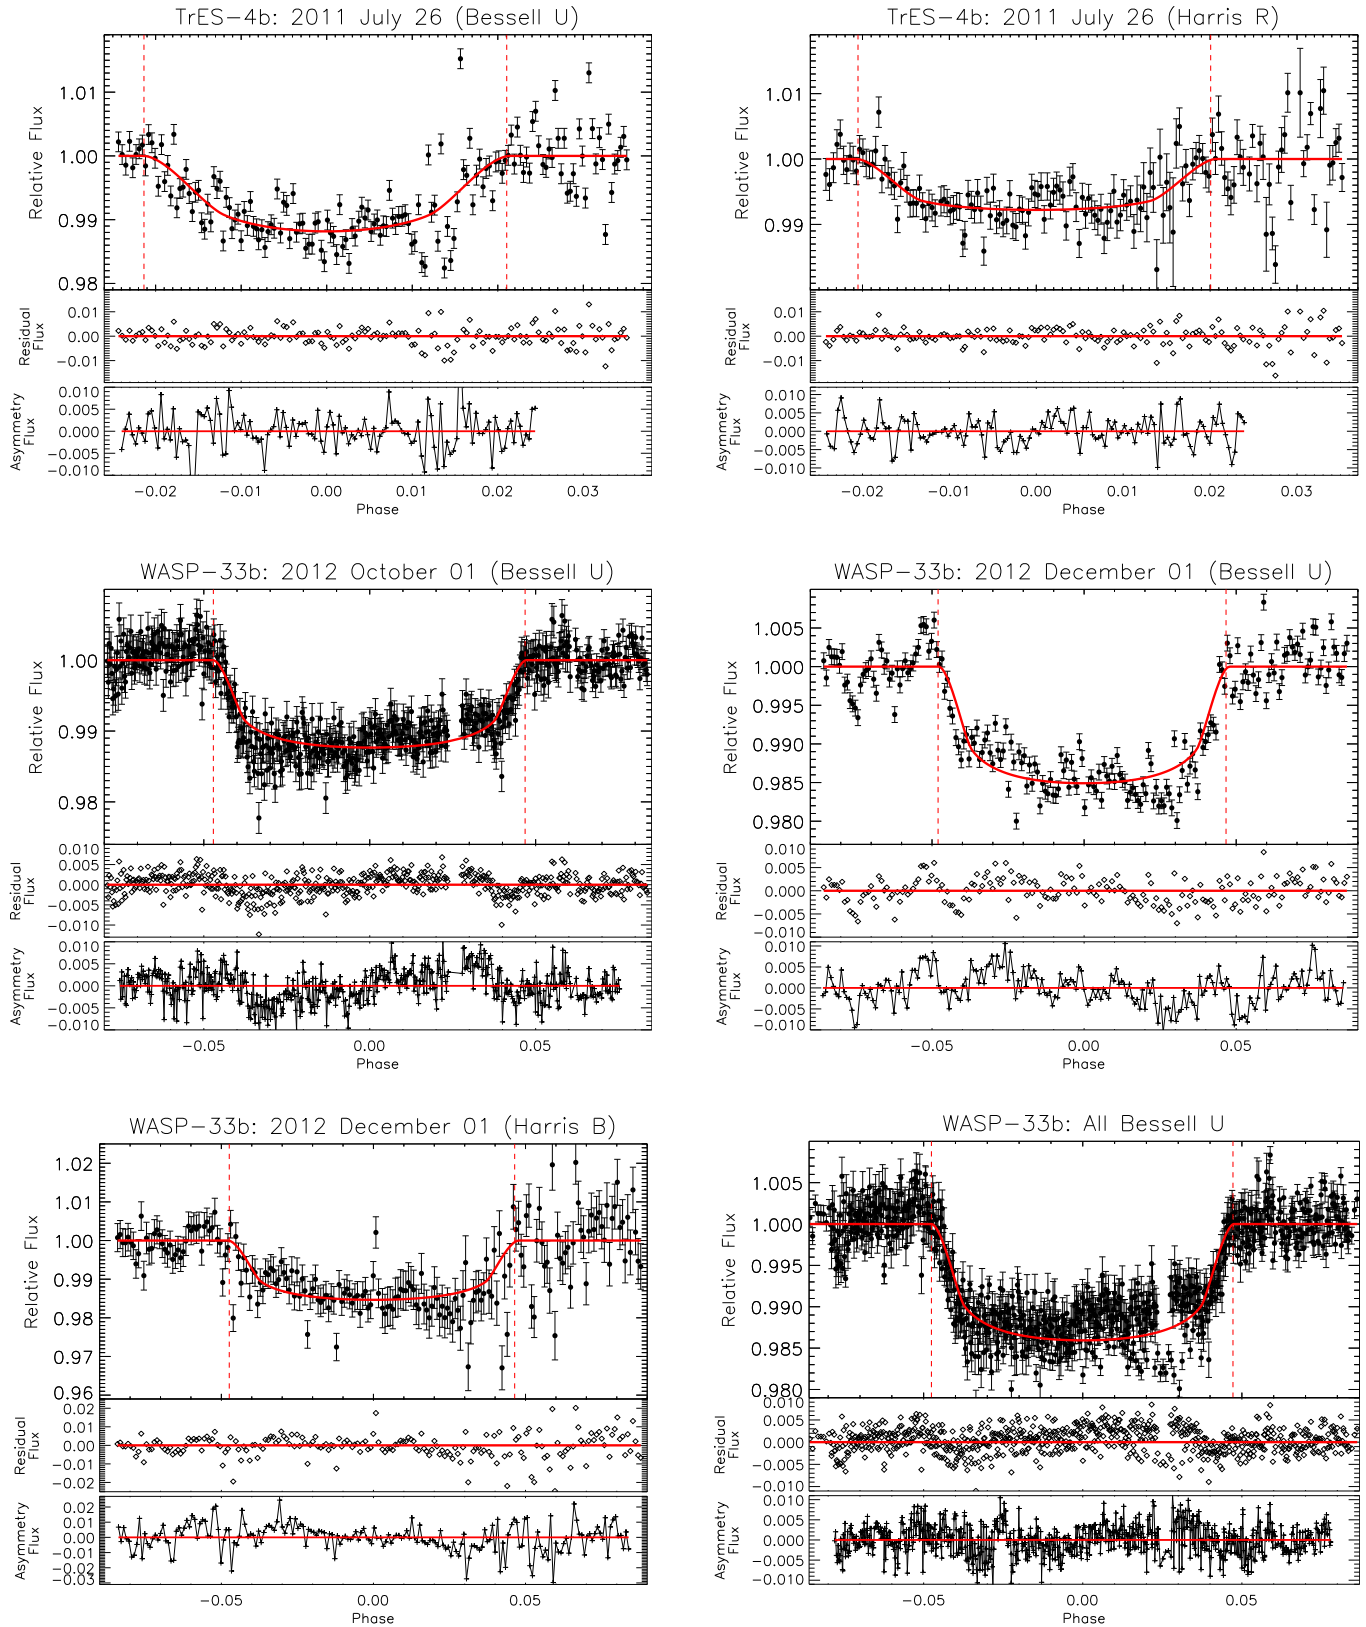 TrES-4b: 2011 July 26 (Bessell U)
Relative Flux
1.01
1.00
0.99
0.98
Residual
Flux
0.01
0.00
-0.01
Asymmetry
Flux
0.010
0.005
0.000
-0.005
-0.010
-0.02 -0.01 0.00 0.01 0.02 0.03
Phase
TrES-4b: 2011 July 26 (Harris R)
Relative Flux
1.01
1.00
0.99
Residual
Flux
0.01
0.00
-0.01
Asymmetry
Flux
0.010
0.005
0.000
-0.005
-0.010
-0.02 -0.01 0.00 0.01 0.02 0.03
Phase
WASP-33b: 2012 October 01 (Bessell U)
Relative Flux
1.00
0.99
0.98
Residual
Flux
0.010
0.005
0.000
-0.005
-0.010
Asymmetry
Flux
0.010
0.005
0.000
-0.005
-0.010
-0.05 0.00 0.05
Phase
WASP-33b: 2012 December 01 (Bessell U)
Relative Flux
1.005
1.000
0.995
0.990
0.985
0.980
Residual
Flux
0.010
0.005
0.000
-0.005
-0.010
Asymmetry
Flux
0.010
0.005
0.000
-0.005
-0.010
-0.05 0.00 0.05
Phase
WASP-33b: 2012 December 01 (Harris B)
Relative Flux
1.02
1.01
1.00
0.99
0.98
0.97
0.96
Residual
Flux
0.02
0.01
0.00
-0.01
-0.02
Asymmetry
Flux
0.02
0.01
0.00
-0.01
-0.02
-0.03
-0.05 0.00 0.05
Phase
WASP-33b: All Bessell U
Relative Flux
1.005
1.000
0.995
0.990
0.985
0.980
Residual
Flux
0.010
0.005
0.000
-0.005
-0.010
Asymmetry
Flux
0.010
0.005
0.000
-0.005
-0.010
-0.05 0.00 0.05
Phase